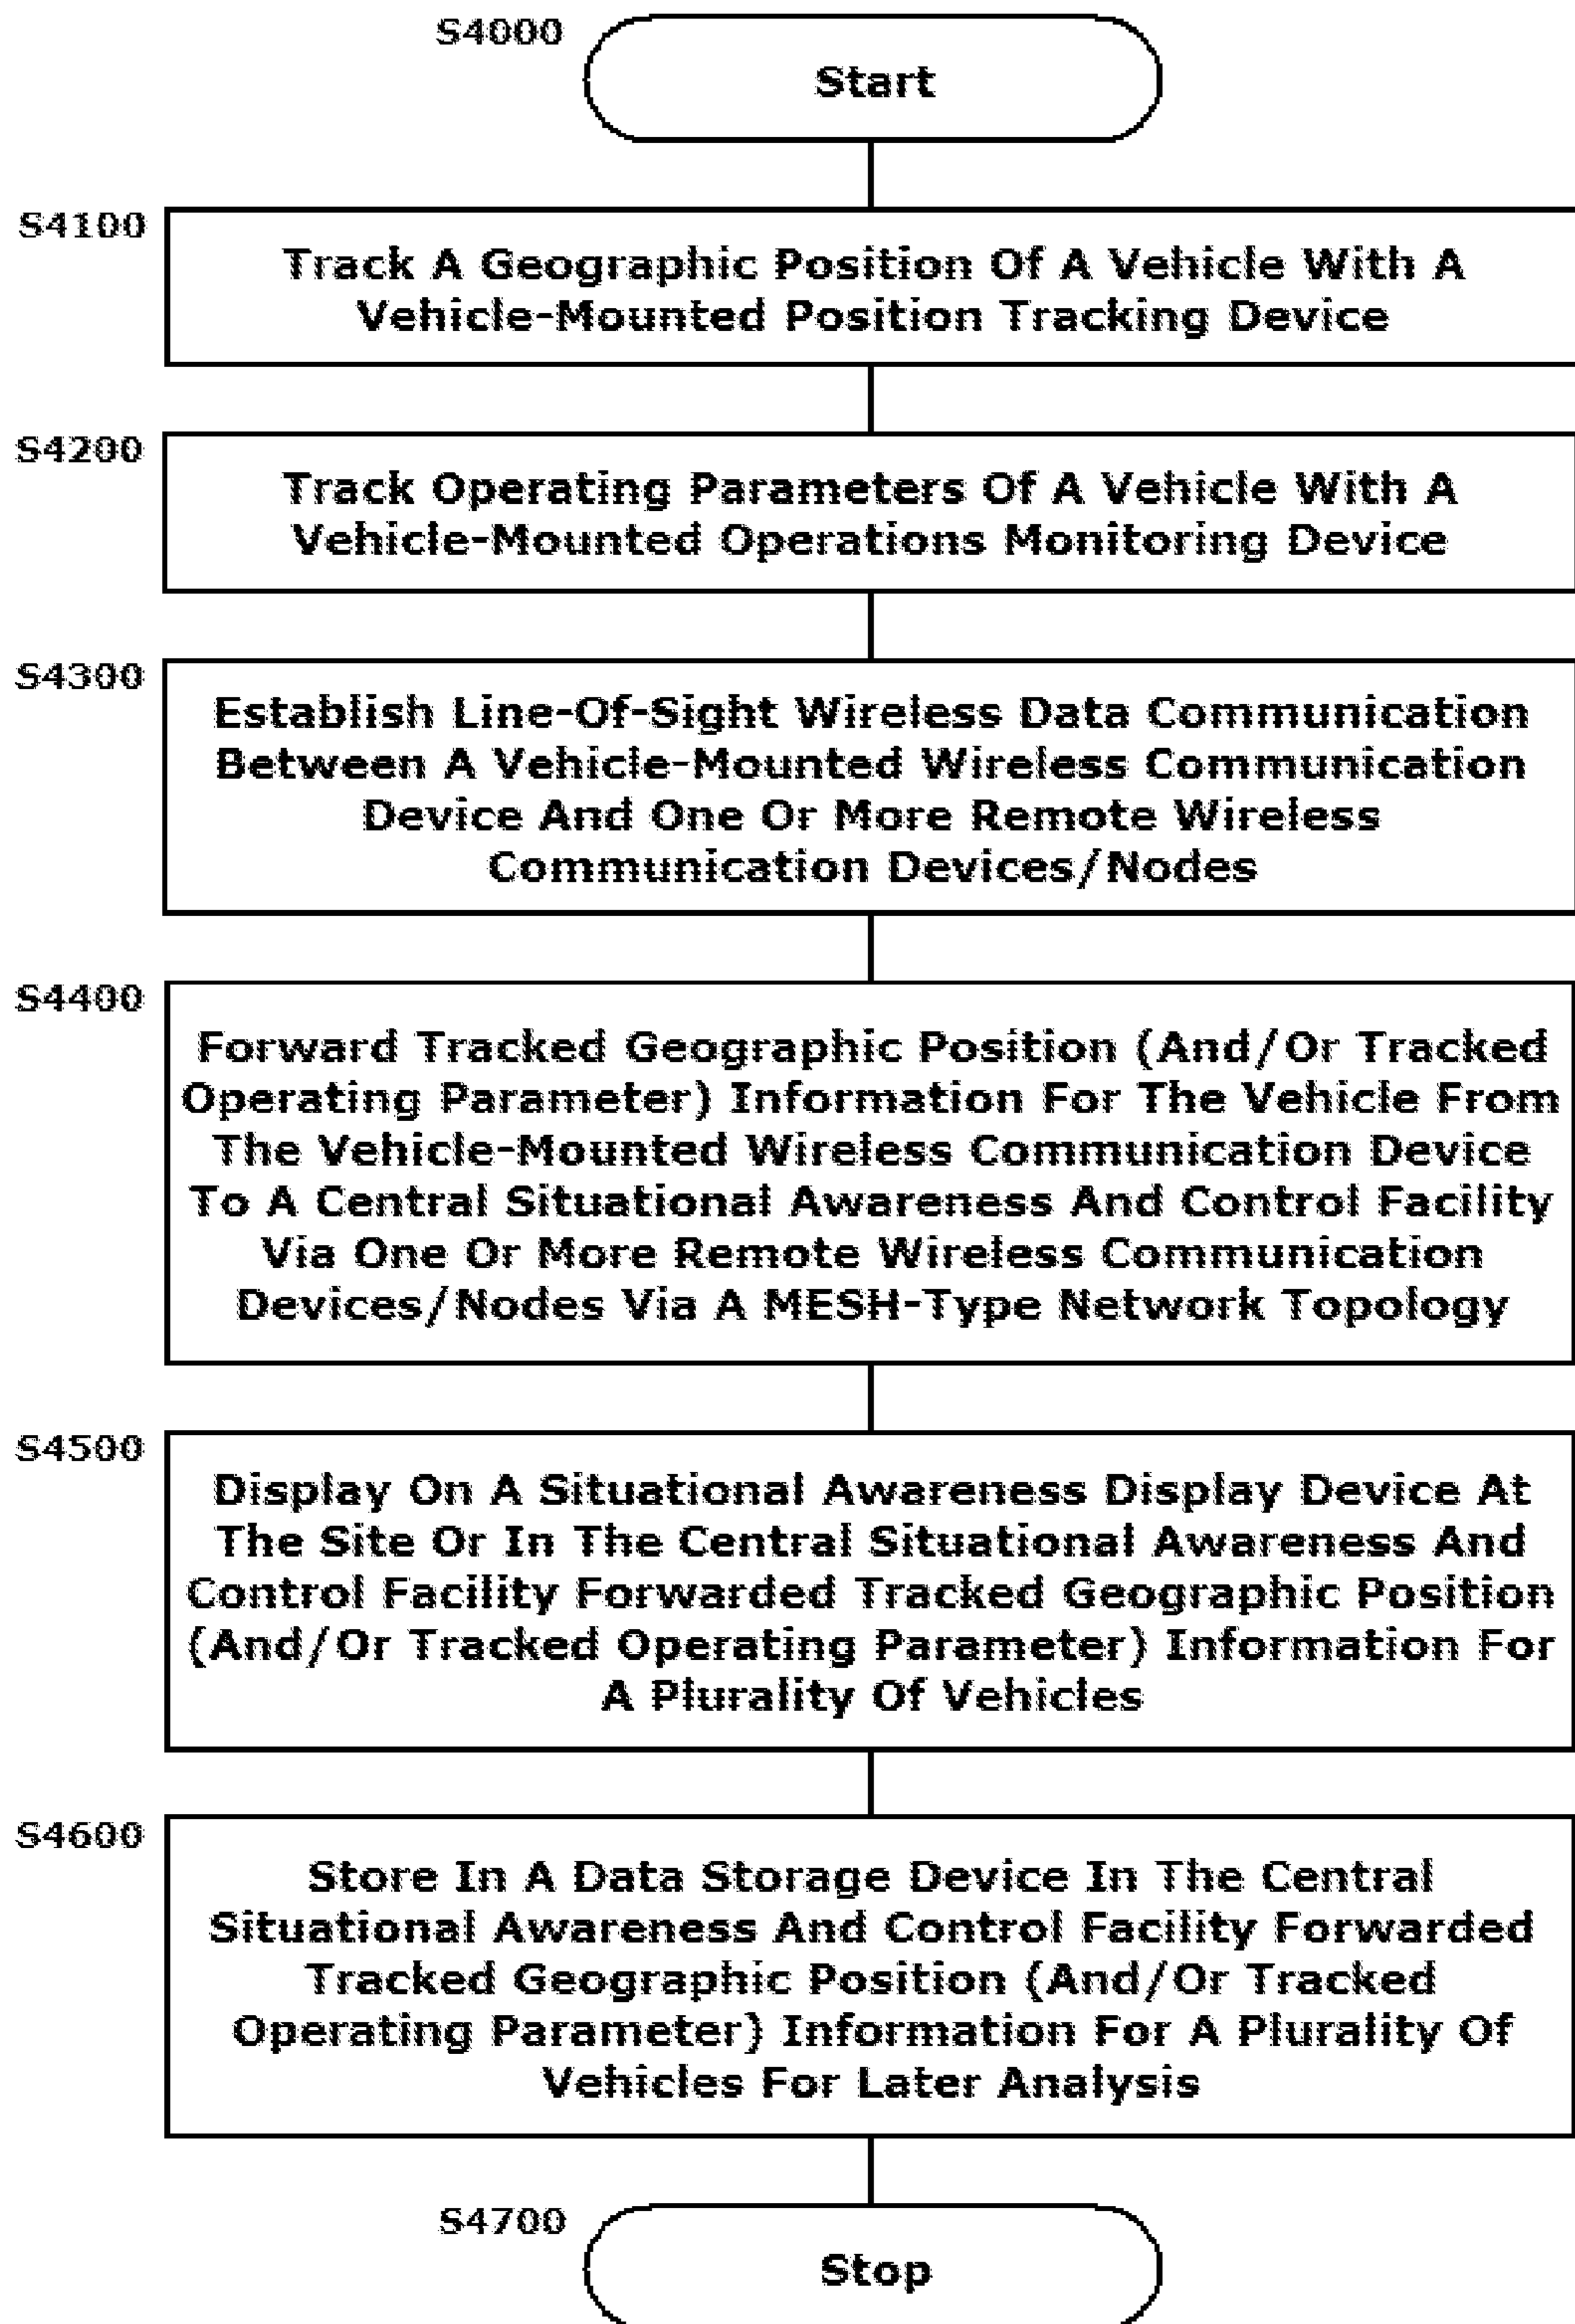 S4000
Start
S4100
Track A Geographic Position Of A Vehicle With A
Vehicle-Mounted Position Tracking Device
S4200
Track Operating Parameters Of A Vehicle With A
Vehicle-Mounted Operations Monitoring Device
S4300
Establish Line-Of-Sight Wireless Data Communication
Between A Vehicle-Mounted Wireless Communication
Device And One Or More Remote Wireless
Communication Devices/Nodes
S4400
Forward Tracked Geographic Position (And/Or Tracked
Operating Parameter) Information For The Vehicle From
The Vehicle-Mounted Wireless Communication Device
To A Central Situational Awareness And Control Facility
Via One Or More Remote Wireless Communication
Devices/Nodes Via A MESH-Type Network Topology
S4500
Display On A Situational Awareness Display Device At
The Site Or In The Central Situational Awareness And
Control Facility Forwarded Tracked Geographic Position
(And/Or Tracked Operating Parameter) Information For
A Plurality Of Vehicles
S4600
Store In A Data Storage Device In The Central
Situational Awareness And Control Facility Forwarded
Tracked Geographic Position (And/Or Tracked
Operating Parameter) Information For A Plurality Of
Vehicles For Later Analysis
S4700
Stop